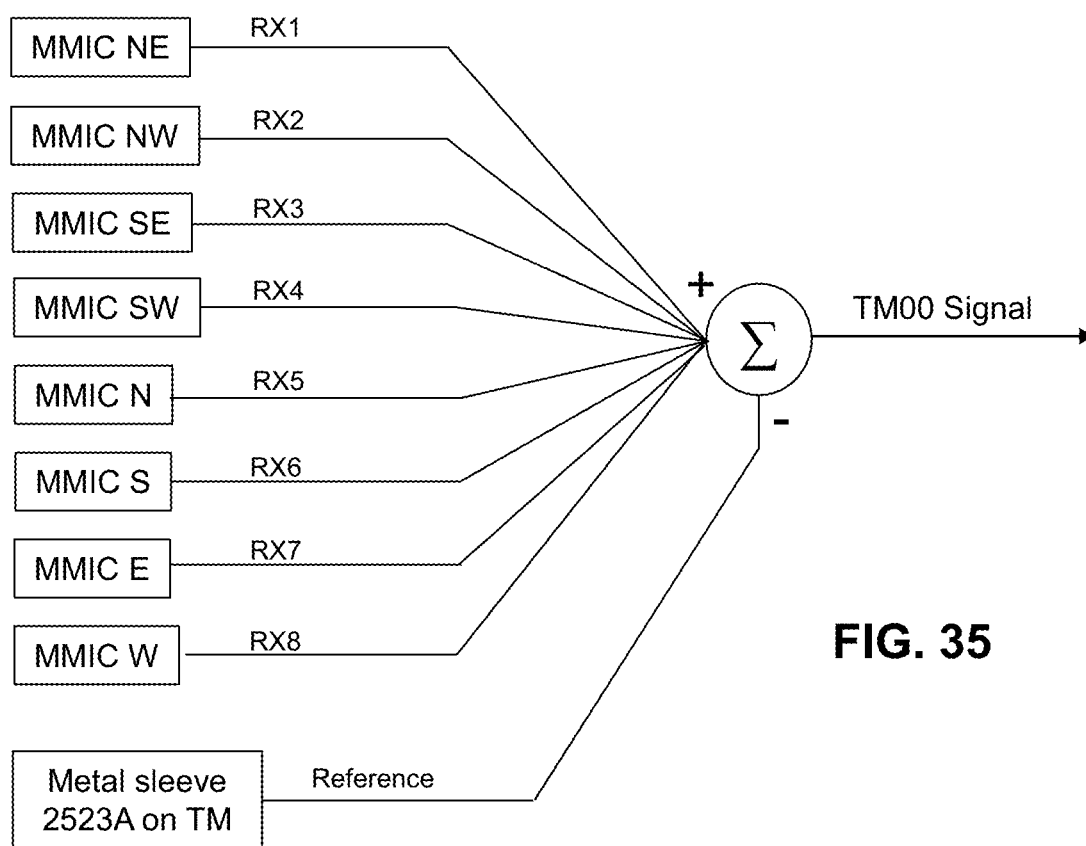 MMIC NE
RX1
MMIC NW
RX2
MMIC SE
RX3
MMIC SW
RX4
MMIC N
RX5
MMIC S
RX6
MMIC E
RX7
MMIC W
RX8
Metal sleeve
2523A on TM
Reference
+
Σ
-
TM00 Signal
FIG. 35